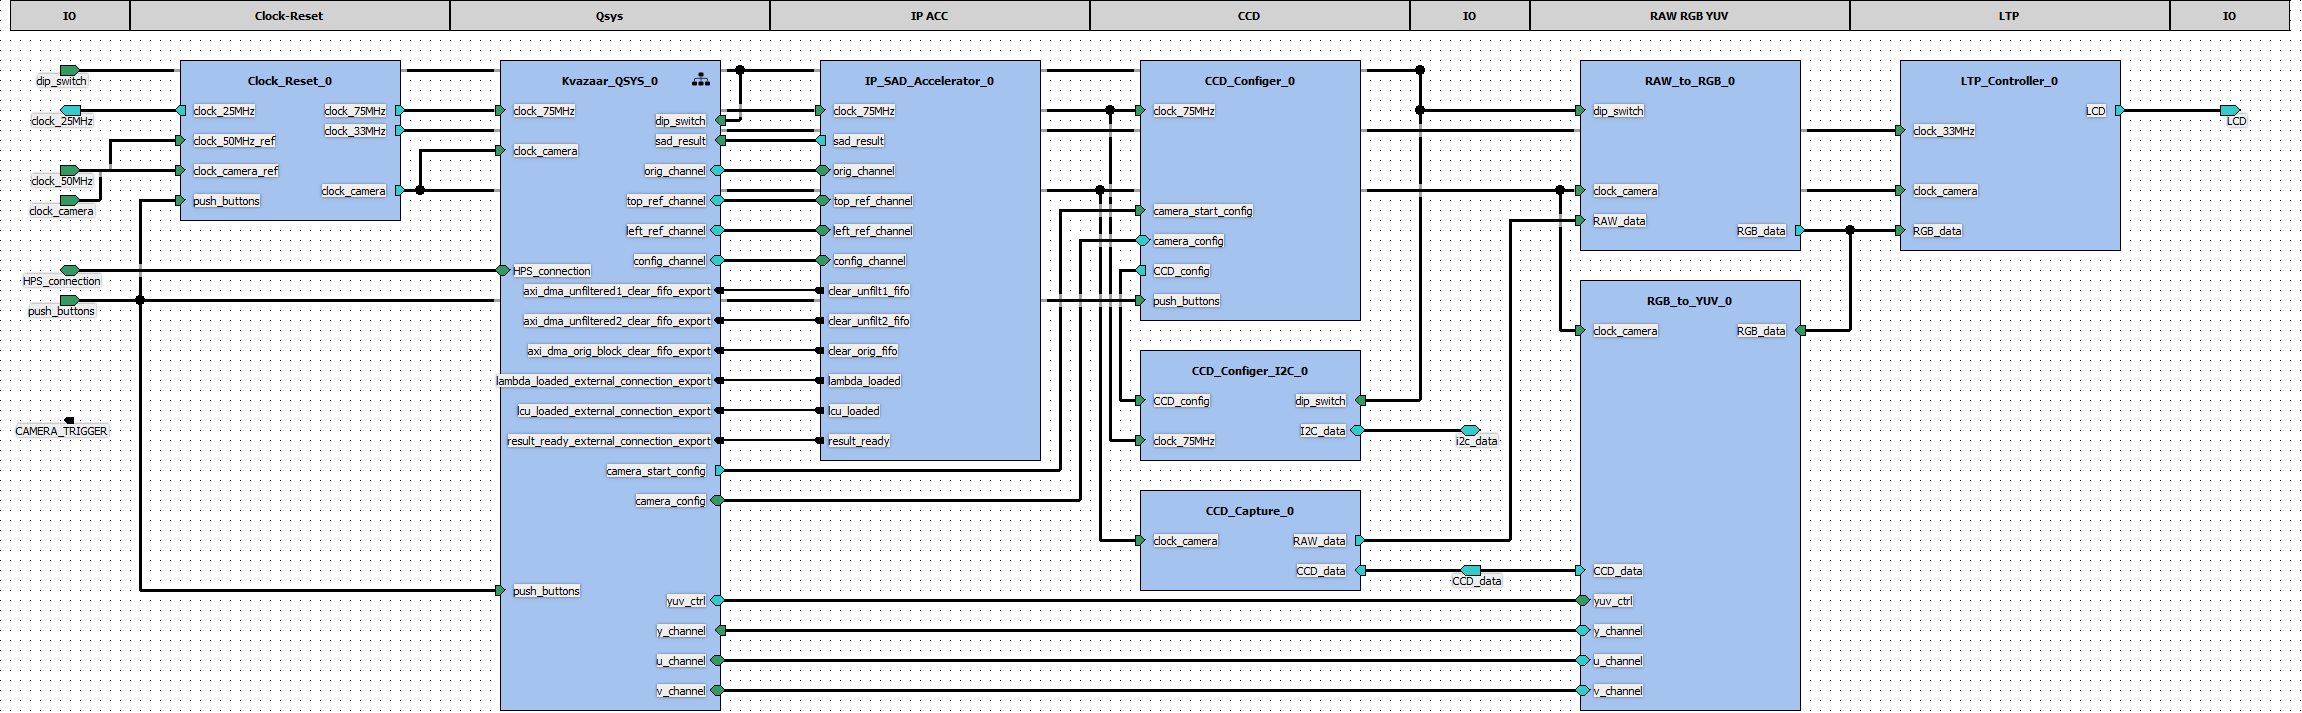 IO
Clock-Reset
Qsys
IP ACC
CCD
IO
RAW RGB YUV
LTP
IO
dip_switch
clock_25MHz
clock_50MHz
clock_camera
HPS_connection
push_buttons
CAMERA_TRIGGER
Clock_Reset_0
clock_25MHz
clock_50MHz_ref
clock_camera_ref
push_buttons
clock_75MHz
clock_33MHz
clock_camera
Kvazaar_QSYS_0
clock_75MHz
clock_camera
HPS_connection
push_buttons
dip_switch
sad_result
orig_channel
top_ref_channel
left_ref_channel
config_channel
axi_dma_unfiltered1_clear_fifo_export
axi_dma_unfiltered2_clear_fifo_export
axi_dma_orig_block_clear_fifo_export
lambda_loaded_external_connection_export
lcu_loaded_external_connection_export
result_ready_external_connection_export
camera_start_config
camera_config
yuv_ctrl
y_channel
u_channel
v_channel
IP_SAD_Accelerator_0
clock_75MHz
sad_result
orig_channel
top_ref_channel
left_ref_channel
config_channel
clear_unfilt1_fifo
clear_unfilt2_fifo
clear_orig_fifo
lambda_loaded
lcu_loaded
result_ready
CCD_Configer_0
clock_75MHz
camera_start_config
camera_config
CCD_config
push_buttons
CCD_Configer_I2C_0
CCD_config
clock_75MHz
dip_switch
I2C_data
CCD_Capture_0
clock_camera
RAW_data
CCD_data
i2c_data
CCD_data
RAW_to_RGB_0
dip_switch
clock_camera
RAW_data
RGB_data
RGB_to_YUV_0
clock_camera
RGB_data
CCD_data
yuv_ctrl
y_channel
u_channel
v_channel
LTP_Controller_0
LCD
clock_33MHz
clock_camera
RGB_data
LCD